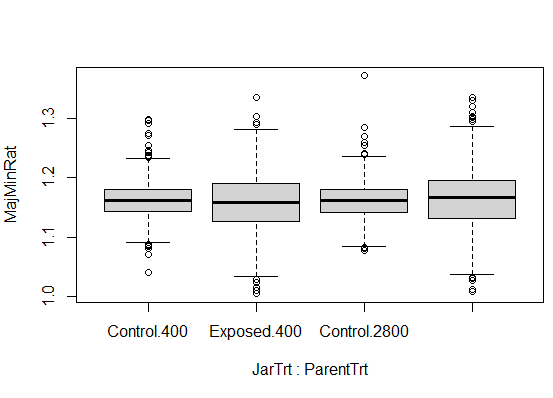 MajMinRat
1.3
1.2
1.1
1.0
Control.400 Exposed.400 Control.2800
JarTrt : ParentTrt